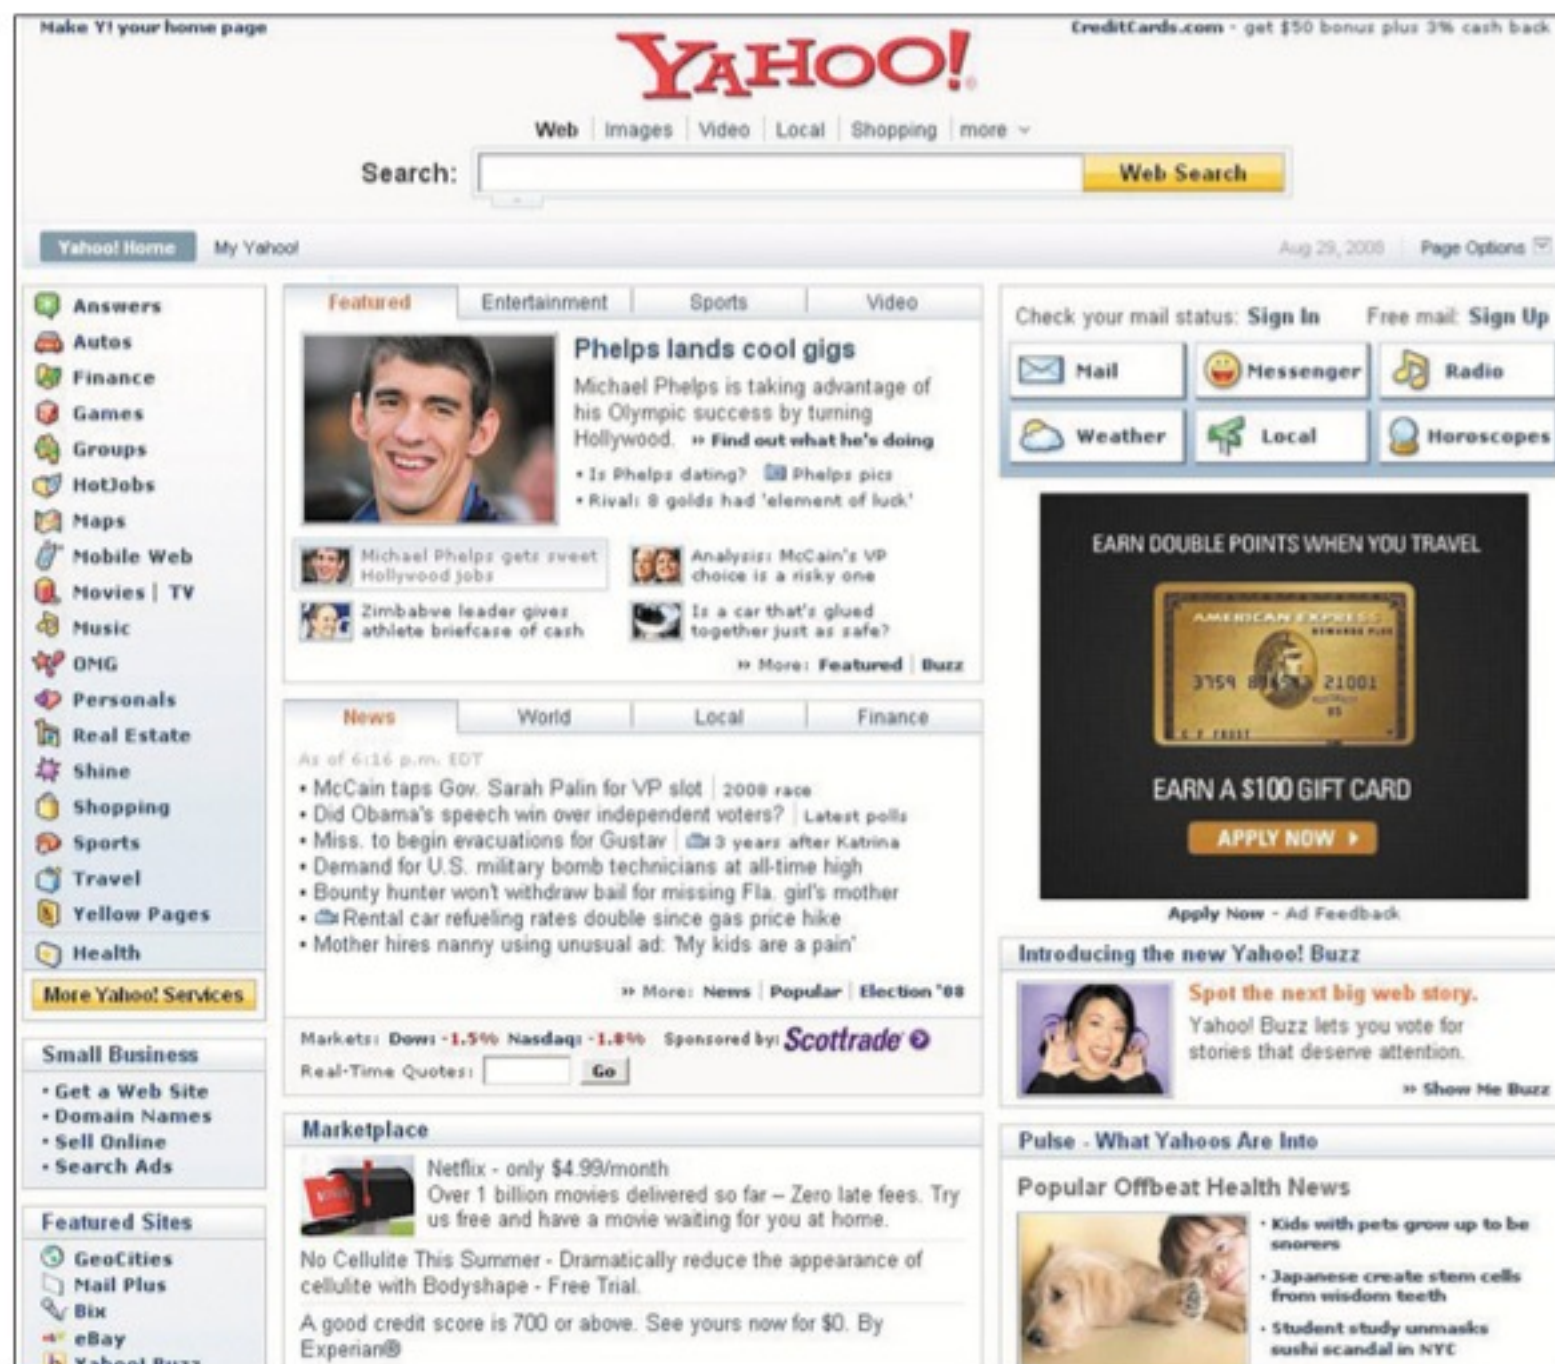 Make Y! your home page
CreditCards.com - get $50 bonus plus 3% cash back
YAHOO!
Web | Images | Video | Local | Shopping | more
Search:
Web Search
Yahoo! Home
My Yahoo!
Aug 29, 2008
Page Options
Answers
Autos
Finance
Games
Groups
HotJobs
Maps
Mobile Web
Movies | TV
Music
OMG
Personals
Real Estate
Shine
Shopping
Sports
Travel
Yellow Pages
Health
More Yahoo! Services
Small Business
• Get a Web Site
• Domain Names
• Sell Online
• Search Ads
Featured Sites
GeoCities
Mail Plus
Bix
eBay
Yahoo! Buzz
Featured | Entertainment | Sports | Video
Phelps lands cool gigs
Michael Phelps is taking advantage of
his Olympic success by turning
Hollywood. » Find out what he's doing
• Is Phelps dating? Phelps pics
• Rival: 8 golds had 'element of luck'
Michael Phelps gets sweet
Hollywood jobs
Analysis: McCain's VP
choice is a risky one
Zimbabwe leader gives
athlete briefcase of cash
Is a car that's glued
together just as safe?
» More: Featured | Buzz
News | World | Local | Finance
As of 6:16 p.m. EDT
• McCain taps Gov. Sarah Palin for VP slot | 2008 race
• Did Obama's speech win over independent voters? | Latest polls
• Miss. to begin evacuations for Gustav | 3 years after Katrina
• Demand for U.S. military bomb technicians at all-time high
• Bounty hunter won't withdraw bail for missing Fla. girl's mother
• Rental car refueling rates double since gas price hike
• Mother hires nanny using unusual ad: 'My kids are a pain'
» More: News | Popular | Election '08
Markets: Dow: -1.5% Nasdaq: -1.8% Sponsored by: Scottrade
Real-Time Quotes: Go
Marketplace
Netflix - only $4.99/month
Over 1 billion movies delivered so far – Zero late fees. Try
us free and have a movie waiting for you at home.
No Cellulite This Summer - Dramatically reduce the appearance of
cellulite with Bodyshape - Free Trial.
A good credit score is 700 or above. See yours now for $0. By
Experian®
Check your mail status: Sign In Free mail: Sign Up
Mail
Messenger
Radio
Weather
Local
Horoscopes
EARN DOUBLE POINTS WHEN YOU TRAVEL
AMERICAN EXPRESS
REWARDS PLUS
3759 21001
C F FROST
EARN A $100 GIFT CARD
APPLY NOW
Apply Now - Ad Feedback
Introducing the new Yahoo! Buzz
Spot the next big web story.
Yahoo! Buzz lets you vote for
stories that deserve attention.
» Show Me Buzz
Pulse - What Yahoos Are Into
Popular Offbeat Health News
• Kids with pets grow up to be
snorers
• Japanese create stem cells
from wisdom teeth
• Student study unmasks
sushi scandal in NYC